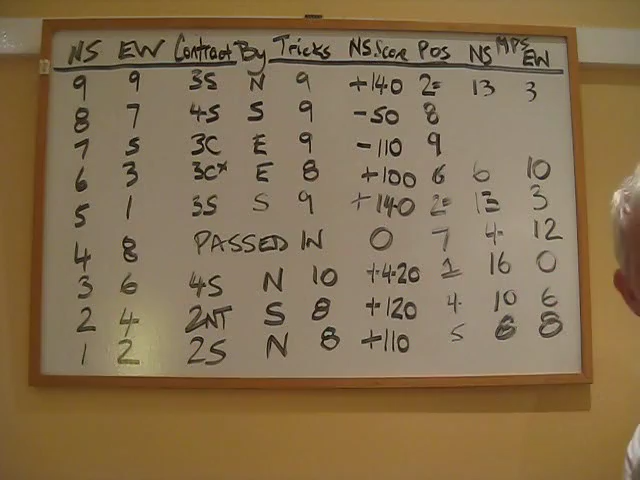 NS EW Contract By Tricks NS Score Pos NS MPS EW
9 9 3S N 9 +140 2= 13 3
8 7 4S S 9 -50 8
7 5 3C E 9 -110 9
6 3 3C* E 8 +100 6 6 10
5 1 3S S 9 +140 2= 13 3
4 8 PASSED IN 0 7 4 12
3 6 4S N 10 +420 1 16 0
2 4 2NT S 8 +120 4 10 6
1 2 2S N 8 +110 5 8 8